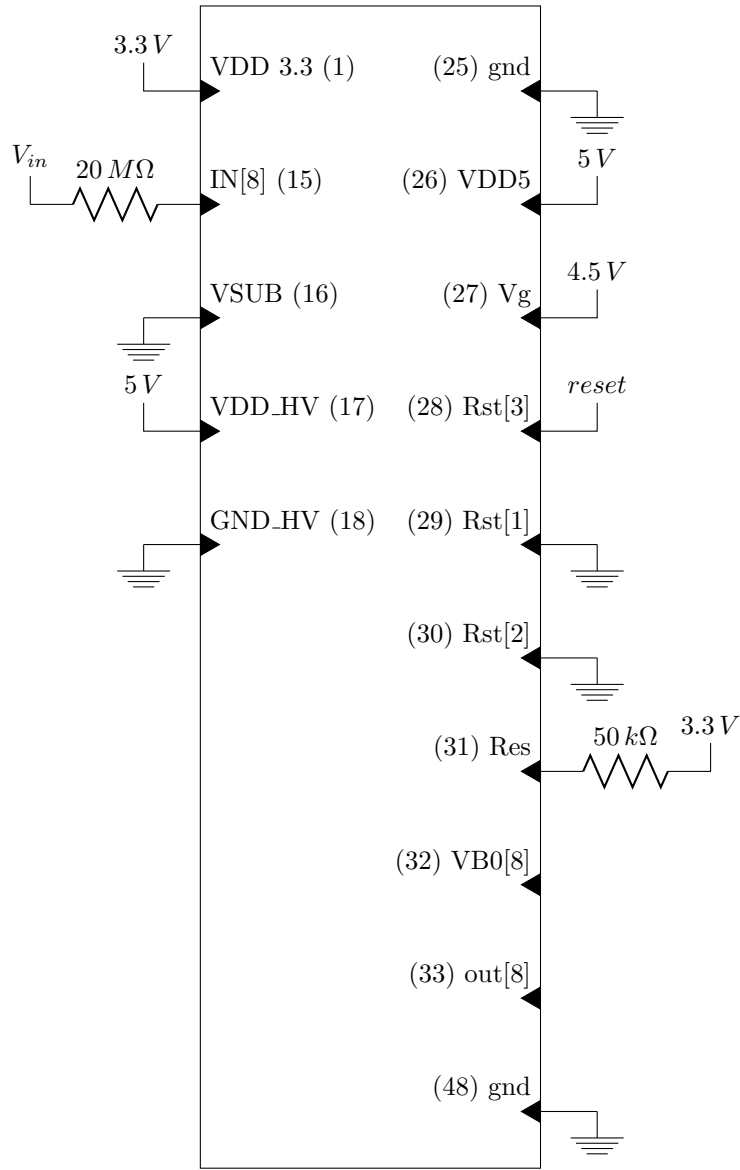 3.3 V
VDD 3.3 (1)
(25) gnd
V_in
20 MΩ
IN[8] (15)
(26) VDD5
5 V
VSUB (16)
(27) Vg
4.5 V
5 V
VDD_HV (17)
(28) Rst[3]
reset
GND_HV (18)
(29) Rst[1]
(30) Rst[2]
(31) Res
50 kΩ
3.3 V
(32) VB0[8]
(33) out[8]
(48) gnd